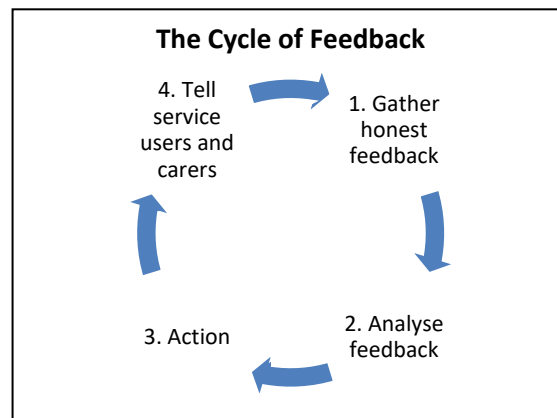 The Cycle of Feedback
1. Gather
honest
feedback
2. Analyse
feedback
3. Action
4. Tell
service
users and
carers